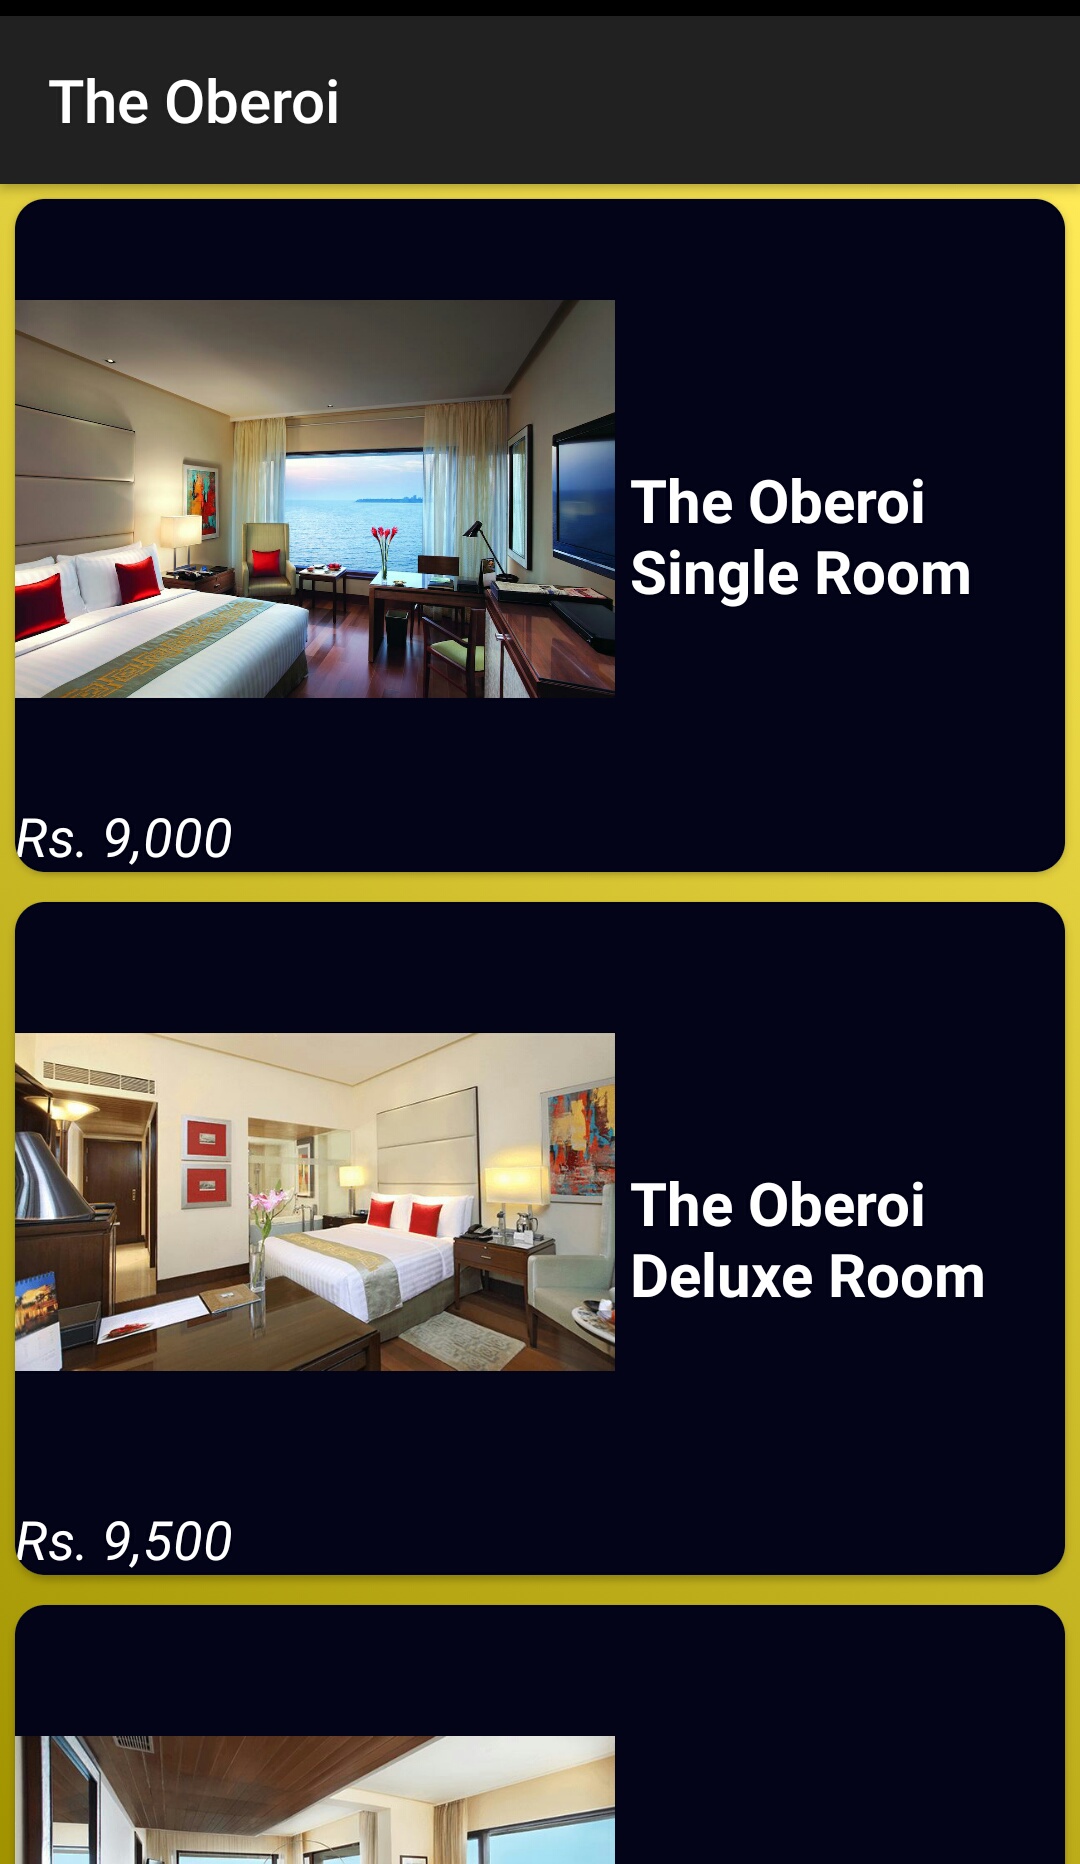 The Oberoi
The Oberoi
Single Room
Rs. 9,000
The Oberoi
Deluxe Room
Rs. 9,500